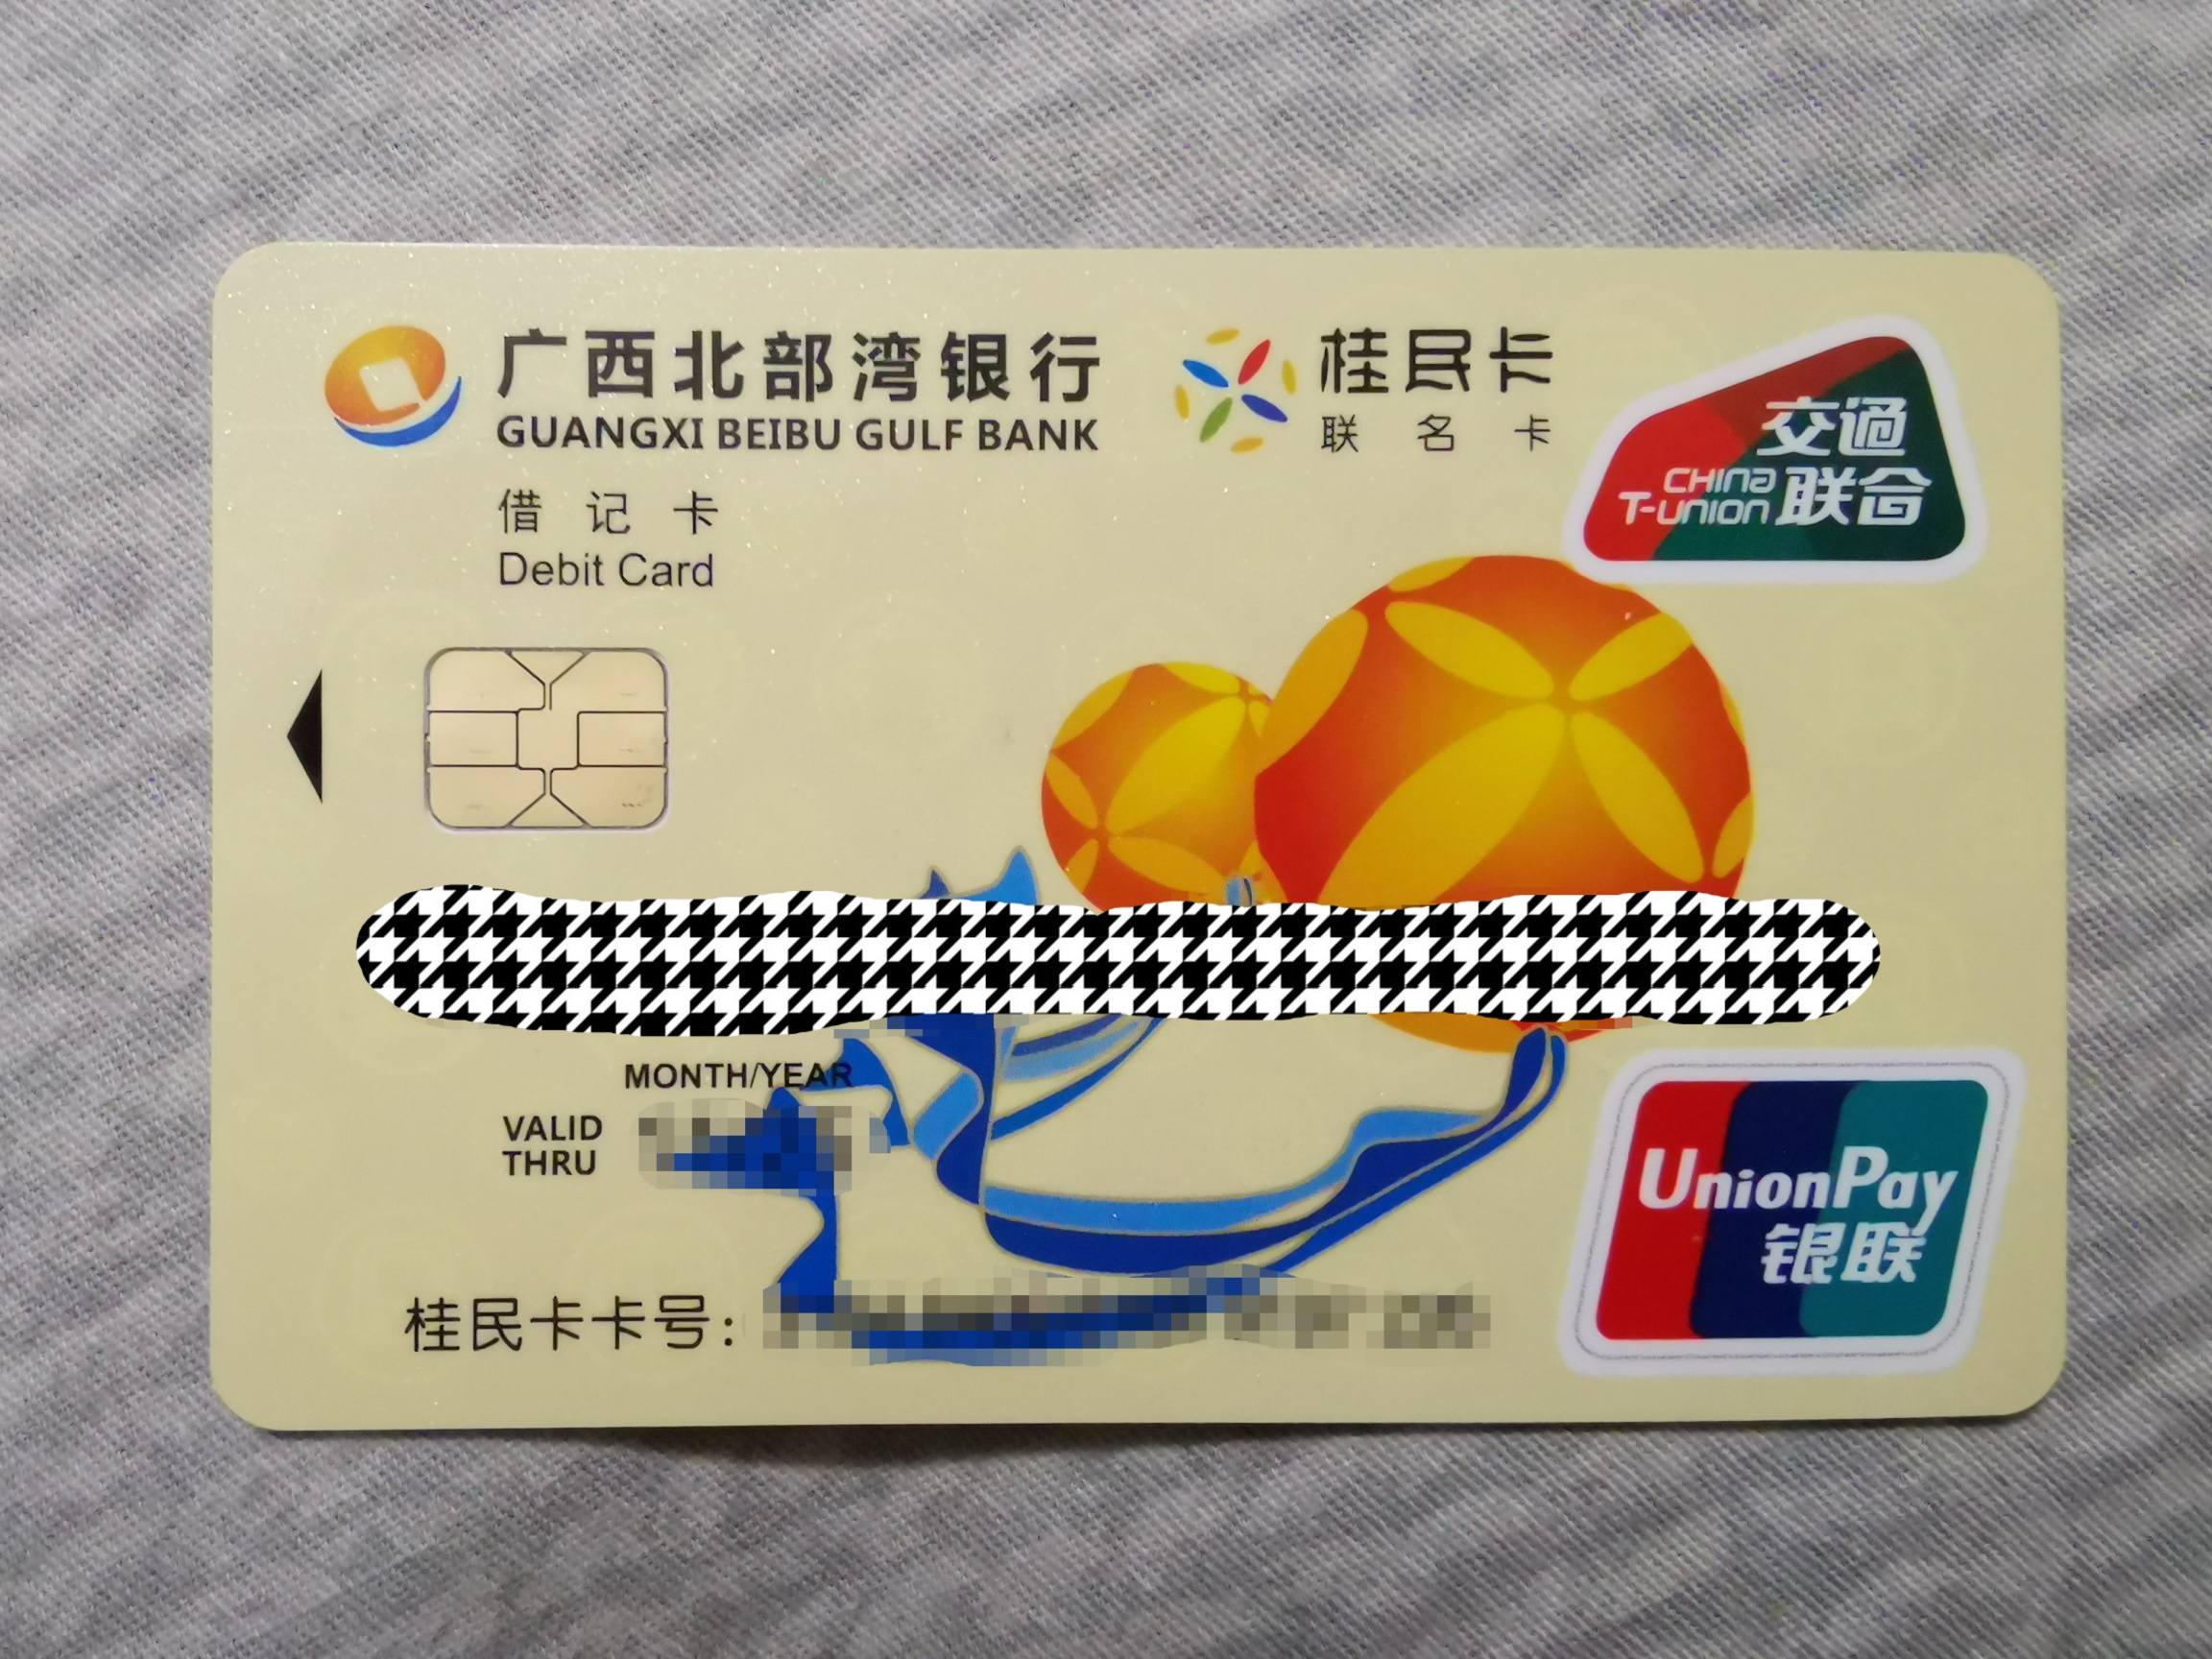 广西北部湾银行
GUANGXI BEIBU GULF BANK
桂民卡
联名卡
交通
CHINA
T-UNION 联合
借记卡
Debit Card
MONTH/YEAR
VALID
THRU
UnionPay
银联
桂民卡卡号: